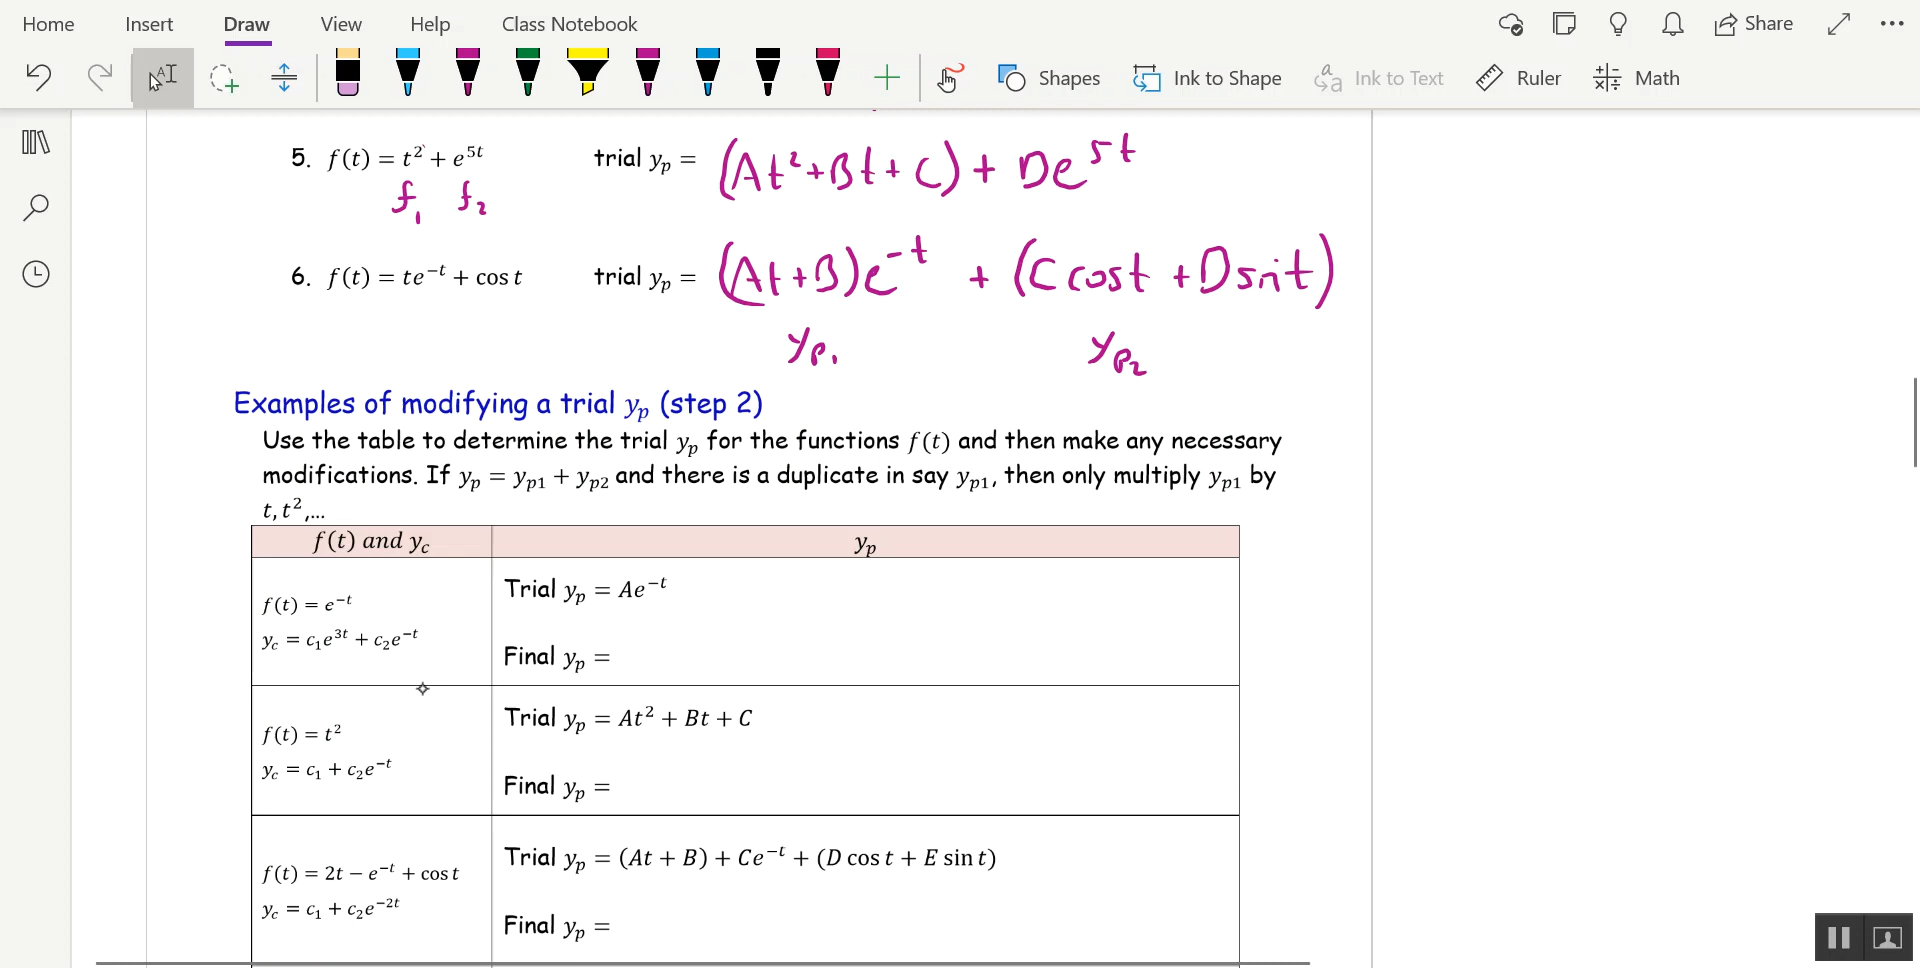 Home Insert Draw View Help Class Notebook Share
Shapes Ink to Shape Ink to Text Ruler Math
5. f(t) = t² + e^{5t} trial y_p = (At²+Bt+C) + De^{5t}
f₁ f₂
6. f(t) = te^{−t} + cos t trial y_p = (At+B)e^{-t} + (C cost + D sint)
y_{p1} y_{p2}
Examples of modifying a trial y_p (step 2)
Use the table to determine the trial y_p for the functions f(t) and then make any necessary
modifications. If y_p = y_{p1} + y_{p2} and there is a duplicate in say y_{p1}, then only multiply y_{p1} by
t, t²,...
f(t) and y_c y_p
f(t) = e^{−t}
y_c = c₁e^{3t} + c₂e^{−t}
Trial y_p = Ae^{−t}
Final y_p =
f(t) = t²
y_c = c₁ + c₂e^{−t}
Trial y_p = At² + Bt + C
Final y_p =
f(t) = 2t − e^{−t} + cos t
y_c = c₁ + c₂e^{−2t}
Trial y_p = (At + B) + Ce^{−t} + (D cos t + E sin t)
Final y_p =